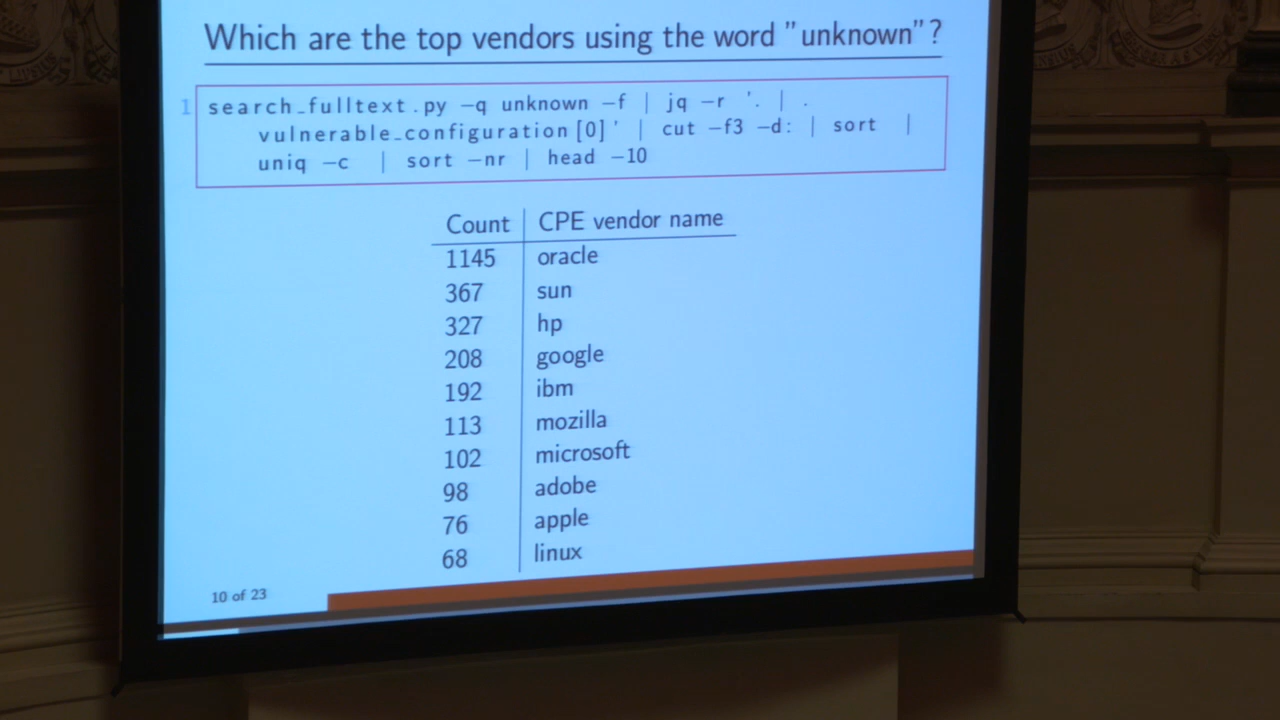 Which are the top vendors using the word "unknown"?
1 search_fulltext.py −q unknown −f | jq −r '. | .
vulnerable_configuration[0]' | cut −f3 −d: | sort |
uniq −c | sort −nr | head −10
Count CPE vendor name
1145 oracle
367 sun
327 hp
208 google
192 ibm
113 mozilla
102 microsoft
98 adobe
76 apple
68 linux
10 of 23